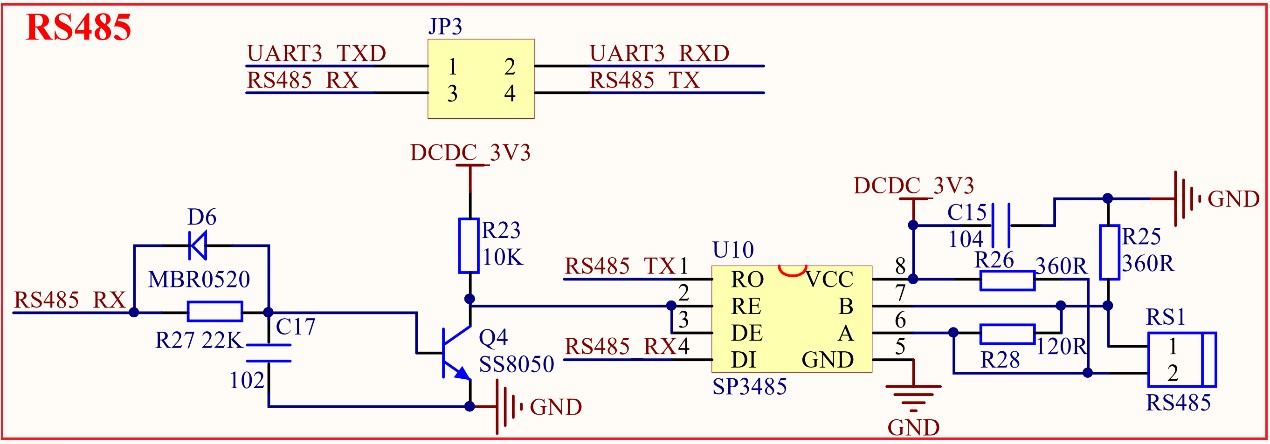 RS485
JP3
UART3_TXD 1 2 UART3_RXD
RS485_RX 3 4 RS485_TX
DCDC_3V3
DCDC_3V3
GND
D6
MBR0520
RS485_RX
R27 22K
C17
102
R23
10K
Q4
SS8050
GND
U10
RS485_TX 1 RO VCC 8
2 RE B 7
3 DE A 6
RS485_RX 4 DI GND 5
SP3485
GND
C15
104
R26 360R
R25
360R
R28 120R
RS1
1
2
RS485